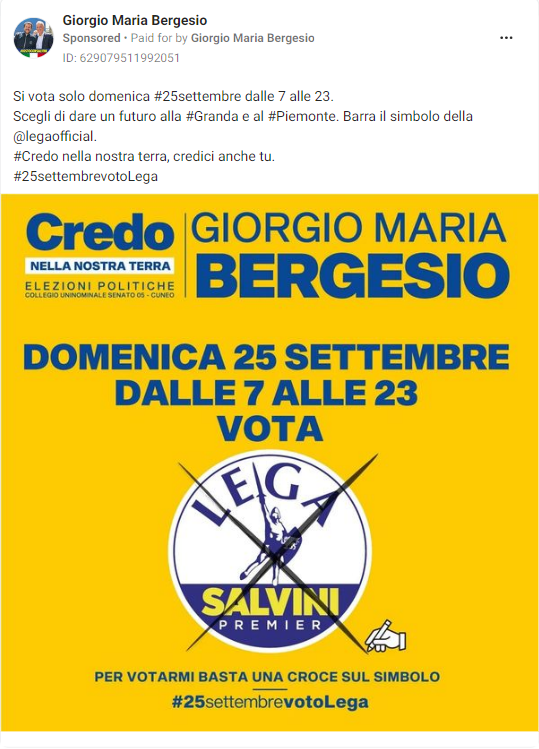 Giorgio Maria Bergesio
Sponsored • Paid for by Giorgio Maria Bergesio
ID: 629079511992051
Si vota solo domenica #25settembre dalle 7 alle 23.
Scegli di dare un futuro alla #Granda e al #Piemonte. Barra il simbolo della
@legaofficial.
#Credo nella nostra terra, credici anche tu.
#25settembrevotoLega
Credo
NELLA NOSTRA TERRA
ELEZIONI POLITICHE
COLLEGIO UNINOMINALE SENATO 05 - CUNEO
GIORGIO MARIA
BERGESIO
DOMENICA 25 SETTEMBRE
DALLE 7 ALLE 23
VOTA
LEGA
SALVINI
PREMIER
PER VOTARMI BASTA UNA CROCE SUL SIMBOLO
#25settembrevotoLega